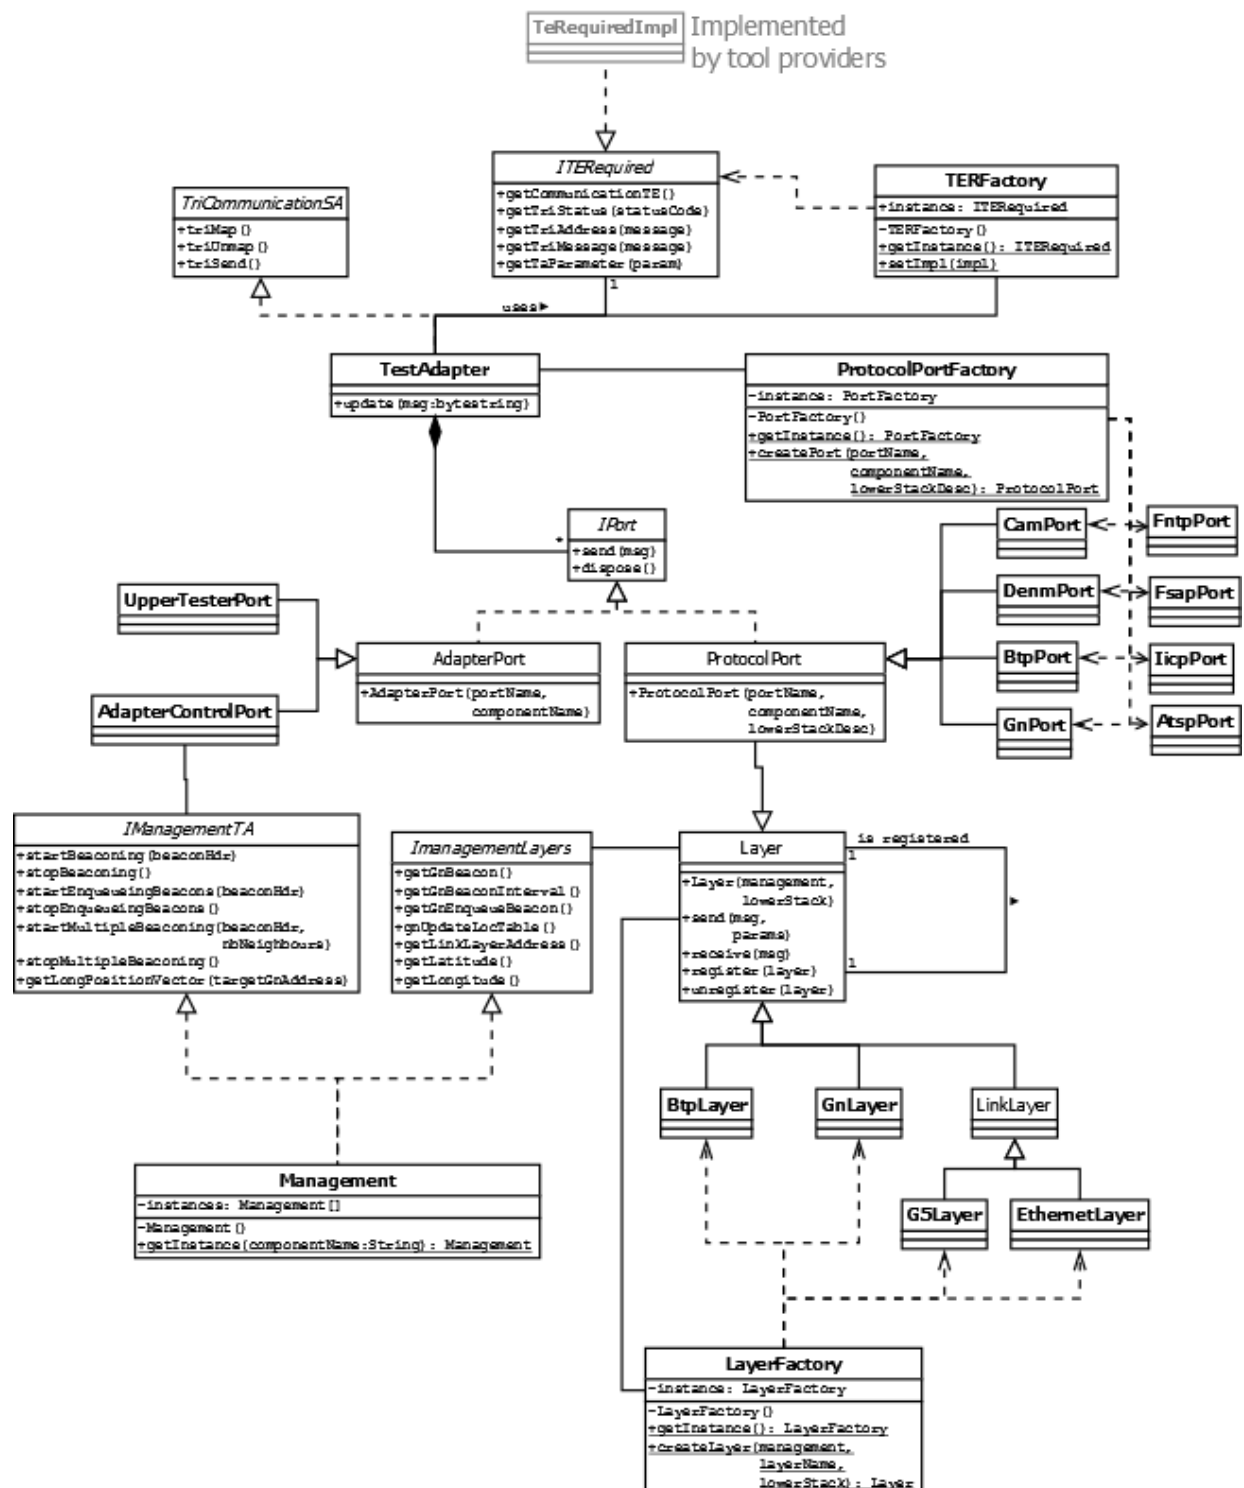 TeRequiredImpl
Implemented
by tool providers
ITERequired
+getCommunicationTE()
+getTriStatus(statusCode)
+getTriAddress(message)
+getTriMessage(message)
+getTaParameter(param)
1
TriCommunicationSA
+triMap()
+triUnmap()
+triSend()
TERFactory
+instance: ITERequired
-TERFactory()
+getInstance(): ITERequired
+setImpl(impl)
uses
TestAdapter
+update(msg:bytestring)
ProtocolPortFactory
-instance: PortFactory
-PortFactory()
+getInstance(): PortFactory
+createPort(portName,
componentName,
lowerStackDesc): ProtocolPort
IPort
+send(msg)
+dispose()
*
CamPort
FntpPort
DenmPort
FsapPort
BtpPort
IicpPort
GnPort
AtspPort
UpperTesterPort
AdapterControlPort
AdapterPort
+AdapterPort(portName,
componentName)
ProtocolPort
+ProtocolPort(portName,
componentName,
lowerStackDesc)
IManagementTA
+startBeaconing(beaconHdr)
+stopBeaconing()
+startEnqueueingBeacons(beaconHdr)
+stopEnqueueingBeacons()
+startMultipleBeaconing(beaconHdr,
nbNeighbours)
+stopMultipleBeaconing()
+getLongPositionVector(targetGnAddress)
ImanagementLayers
+getGnBeacon()
+getGnBeaconInterval()
+getGnEnqueueBeacon()
+gnUpdateLocTable()
+getLinkLayerAddress()
+getLatitude()
+getLongitude()
Layer
+Layer(management,
lowerStack)
+send(msg,
params)
+receive(msg)
+register(layer)
+unregister(layer)
is registered
1
1
BtpLayer
GnLayer
LinkLayer
G5Layer
EthernetLayer
Management
-instances: Management[]
-Management()
+getInstance(componentName:String): Management
LayerFactory
-instance: LayerFactory
-LayerFactory()
+getInstance(): LayerFactory
+createLayer(management,
layerName,
lowerStack): Layer